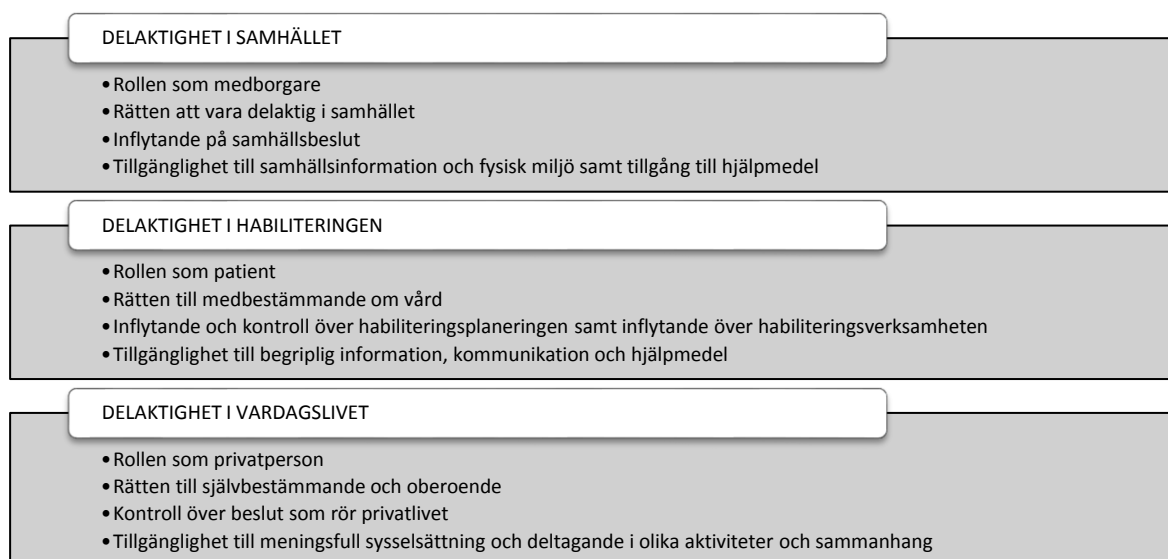 DELAKTIGHET I SAMHÄLLET
•Rollen som medborgare
•Rätten att vara delaktig i samhället
•Inflytande på samhällsbeslut
•Tillgänglighet till samhällsinformation och fysisk miljö samt tillgång till hjälpmedel
DELAKTIGHET I HABILITERINGEN
•Rollen som patient
•Rätten till medbestämmande om vård
•Inflytande och kontroll över habiliteringsplaneringen samt inflytande över habiliteringsverksamheten
•Tillgänglighet till begriplig information, kommunikation och hjälpmedel
DELAKTIGHET I VARDAGSLIVET
•Rollen som privatperson
•Rätten till självbestämmande och oberoende
•Kontroll över beslut som rör privatlivet
•Tillgänglighet till meningsfull sysselsättning och deltagande i olika aktiviteter och sammanhang